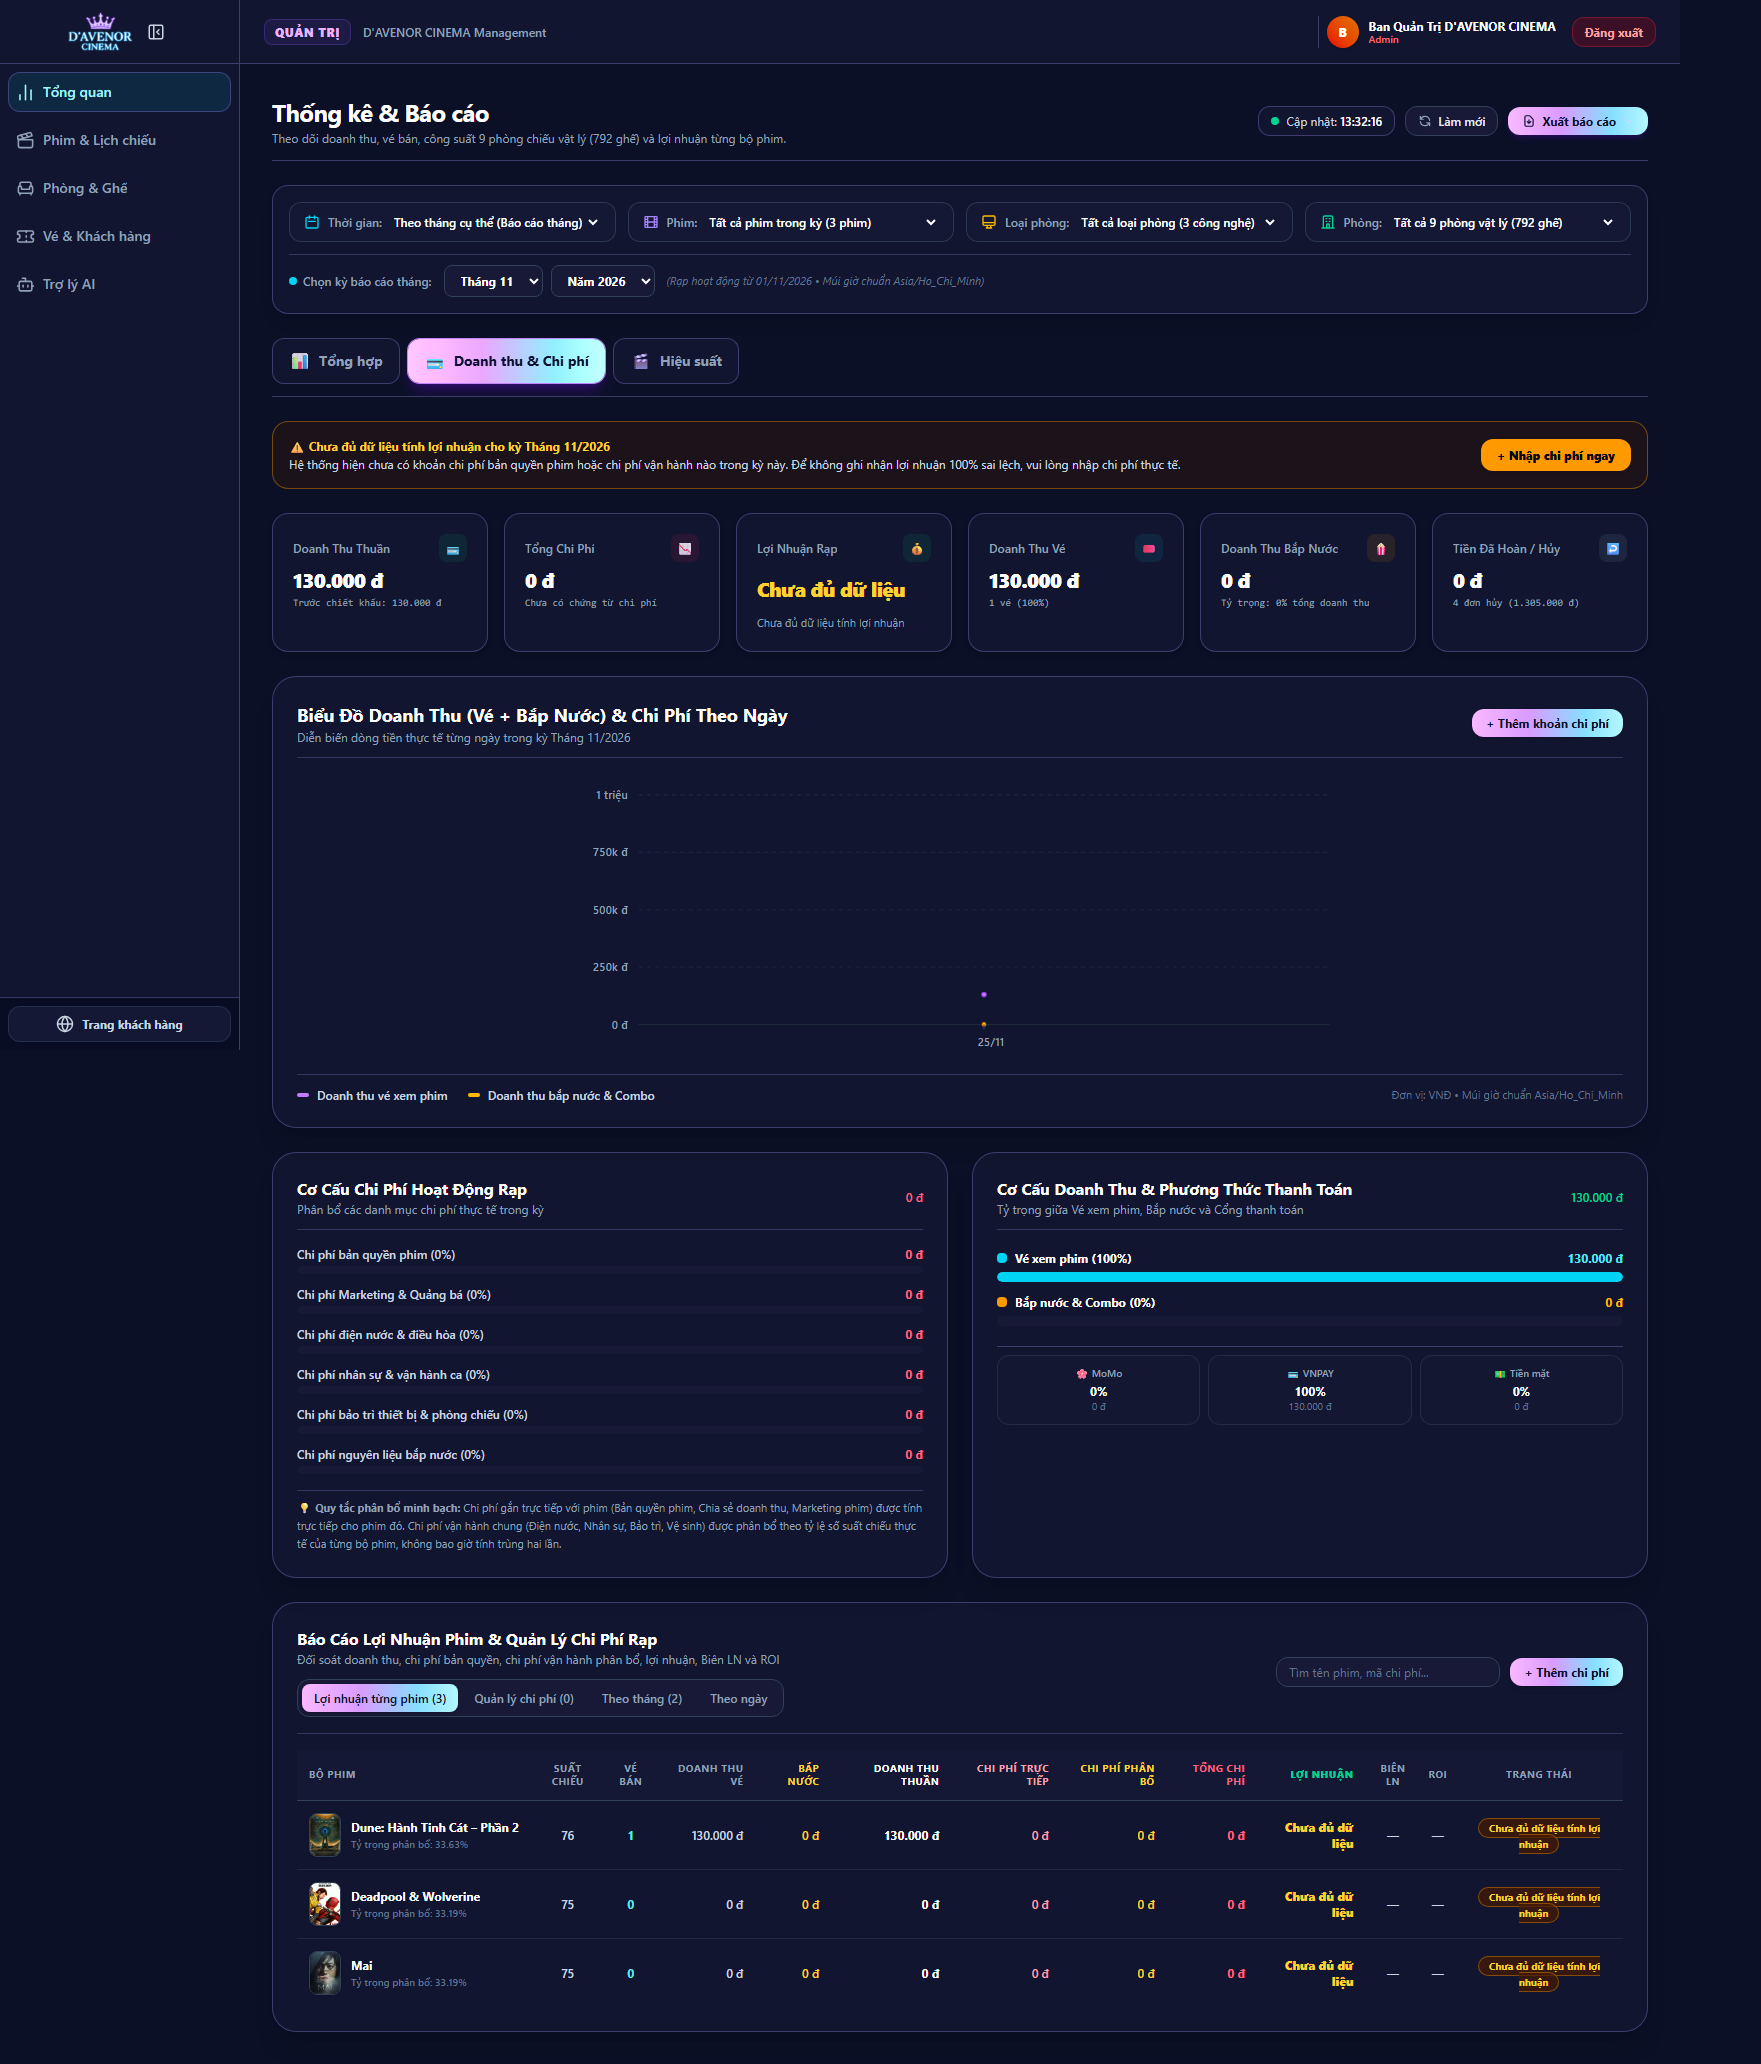 D'AVENOR
CINEMA
QUẢN TRỊ
D'AVENOR CINEMA Management
B
Ban Quản Trị D'AVENOR CINEMA
Admin
Đăng xuất
Tổng quan
Phim & Lịch chiếu
Phòng & Ghế
Vé & Khách hàng
Trợ lý AI
Trang khách hàng
Thống kê & Báo cáo
Theo dõi doanh thu, vé bán, công suất 9 phòng chiếu vật lý (792 ghế) và lợi nhuận từng bộ phim.
Cập nhật: 13:32:16
Làm mới
Xuất báo cáo
Thời gian: Theo tháng cụ thể (Báo cáo tháng)
Phim: Tất cả phim trong kỳ (3 phim)
Loại phòng: Tất cả loại phòng (3 công nghệ)
Phòng: Tất cả 9 phòng vật lý (792 ghế)
Chọn kỳ báo cáo tháng: Tháng 11 Năm 2026 (Rạp hoạt động từ 01/11/2026 • Múi giờ chuẩn Asia/Ho_Chi_Minh)
Tổng hợp
Doanh thu & Chi phí
Hiệu suất
Chưa đủ dữ liệu tính lợi nhuận cho kỳ Tháng 11/2026
Hệ thống hiện chưa có khoản chi phí bản quyền phim hoặc chi phí vận hành nào trong kỳ này. Để không ghi nhận lợi nhuận 100% sai lệch, vui lòng nhập chi phí thực tế.
+ Nhập chi phí ngay
Doanh Thu Thuần
130.000 đ
Trước chiết khấu: 130.000 đ
Tổng Chi Phí
0 đ
Chưa có chứng từ chi phí
Lợi Nhuận Rạp
Chưa đủ dữ liệu
Chưa đủ dữ liệu tính lợi nhuận
Doanh Thu Vé
130.000 đ
1 vé (100%)
Doanh Thu Bắp Nước
0 đ
Tỷ trọng: 0% tổng doanh thu
Tiền Đã Hoàn / Hủy
0 đ
4 đơn hủy (1.305.000 đ)
Biểu Đồ Doanh Thu (Vé + Bắp Nước) & Chi Phí Theo Ngày
Diễn biến dòng tiền thực tế từng ngày trong kỳ Tháng 11/2026
+ Thêm khoản chi phí
1 triệu
750k đ
500k đ
250k đ
0 đ
25/11
Doanh thu vé xem phim
Doanh thu bắp nước & Combo
Đơn vị: VNĐ • Múi giờ chuẩn Asia/Ho_Chi_Minh
Cơ Cấu Chi Phí Hoạt Động Rạp
Phân bổ các danh mục chi phí thực tế trong kỳ
0 đ
Chi phí bản quyền phim (0%) 0 đ
Chi phí Marketing & Quảng bá (0%) 0 đ
Chi phí điện nước & điều hòa (0%) 0 đ
Chi phí nhân sự & vận hành ca (0%) 0 đ
Chi phí bảo trì thiết bị & phòng chiếu (0%) 0 đ
Chi phí nguyên liệu bắp nước (0%) 0 đ
Quy tắc phân bổ minh bạch: Chi phí gắn trực tiếp với phim (Bản quyền phim, Chia sẻ doanh thu, Marketing phim) được tính
trực tiếp cho phim đó. Chi phí vận hành chung (Điện nước, Nhân sự, Bảo trì, Vệ sinh) được phân bổ theo tỷ lệ số suất chiếu thực
tế của từng bộ phim, không bao giờ tính trùng hai lần.
Cơ Cấu Doanh Thu & Phương Thức Thanh Toán
Tỷ trọng giữa Vé xem phim, Bắp nước và Cổng thanh toán
130.000 đ
Vé xem phim (100%) 130.000 đ
Bắp nước & Combo (0%) 0 đ
MoMo
0%
0 đ
VNPAY
100%
130.000 đ
Tiền mặt
0%
0 đ
Báo Cáo Lợi Nhuận Phim & Quản Lý Chi Phí Rạp
Đối soát doanh thu, chi phí bản quyền, chi phí vận hành phân bổ, lợi nhuận, Biên LN và ROI
Tìm tên phim, mã chi phí...
+ Thêm chi phí
Lợi nhuận từng phim (3)
Quản lý chi phí (0)
Theo tháng (2)
Theo ngày
BỘ PHIM
SUẤT
CHIẾU
VÉ
BÁN
DOANH THU
VÉ
BẮP
NƯỚC
DOANH THU
THUẦN
CHI PHÍ TRỰC
TIẾP
CHI PHÍ PHÂN
BỔ
TỔNG CHI
PHÍ
LỢI NHUẬN
BIÊN
LN
ROI
TRẠNG THÁI
Dune: Hành Tinh Cát – Phần 2
Tỷ trọng phân bổ: 33.63%
76 1 130.000 đ 0 đ 130.000 đ 0 đ 0 đ 0 đ
Chưa đủ dữ
liệu
— —
Chưa đủ dữ liệu tính lợi
nhuận
Deadpool & Wolverine
Tỷ trọng phân bổ: 33.19%
75 0 0 đ 0 đ 0 đ 0 đ 0 đ 0 đ
Chưa đủ dữ
liệu
— —
Chưa đủ dữ liệu tính lợi
nhuận
MAI
Mai
Tỷ trọng phân bổ: 33.19%
75 0 0 đ 0 đ 0 đ 0 đ 0 đ 0 đ
Chưa đủ dữ
liệu
— —
Chưa đủ dữ liệu tính lợi
nhuận